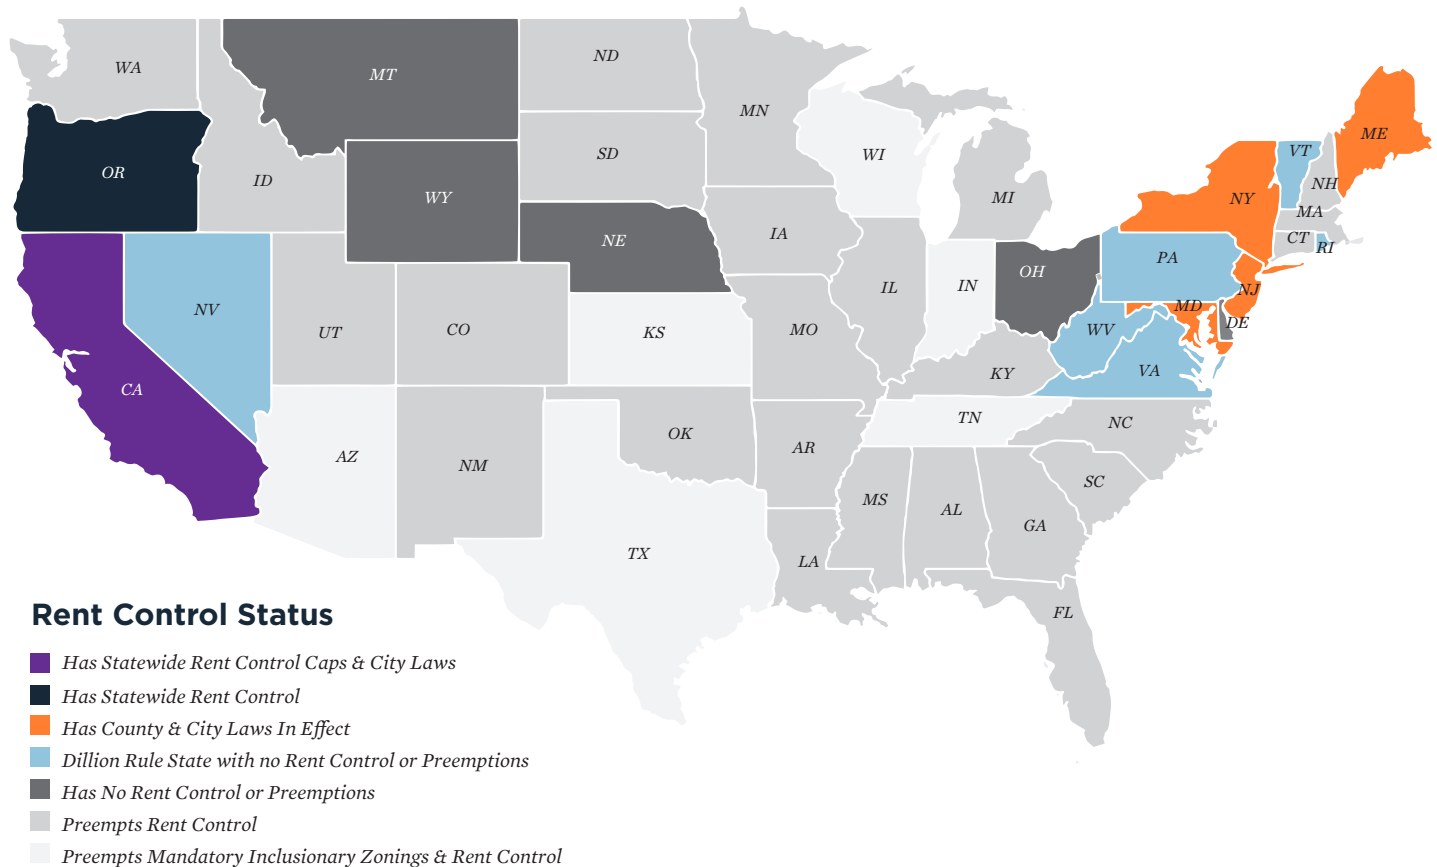 WA
MT
ND
MN
OR
ID
WY
SD
WI
MI
ME
VT
NH
NY
MA
CT
RI
NE
IA
PA
NV
UT
CO
KS
MO
IL
IN
OH
NJ
MD
DE
WV
VA
KY
CA
AZ
NM
OK
AR
TN
NC
SC
MS
AL
GA
TX
LA
FL
Rent Control Status
Has Statewide Rent Control Caps & City Laws
Has Statewide Rent Control
Has County & City Laws In Effect
Dillion Rule State with no Rent Control or Preemptions
Has No Rent Control or Preemptions
Preempts Rent Control
Preempts Mandatory Inclusionary Zonings & Rent Control